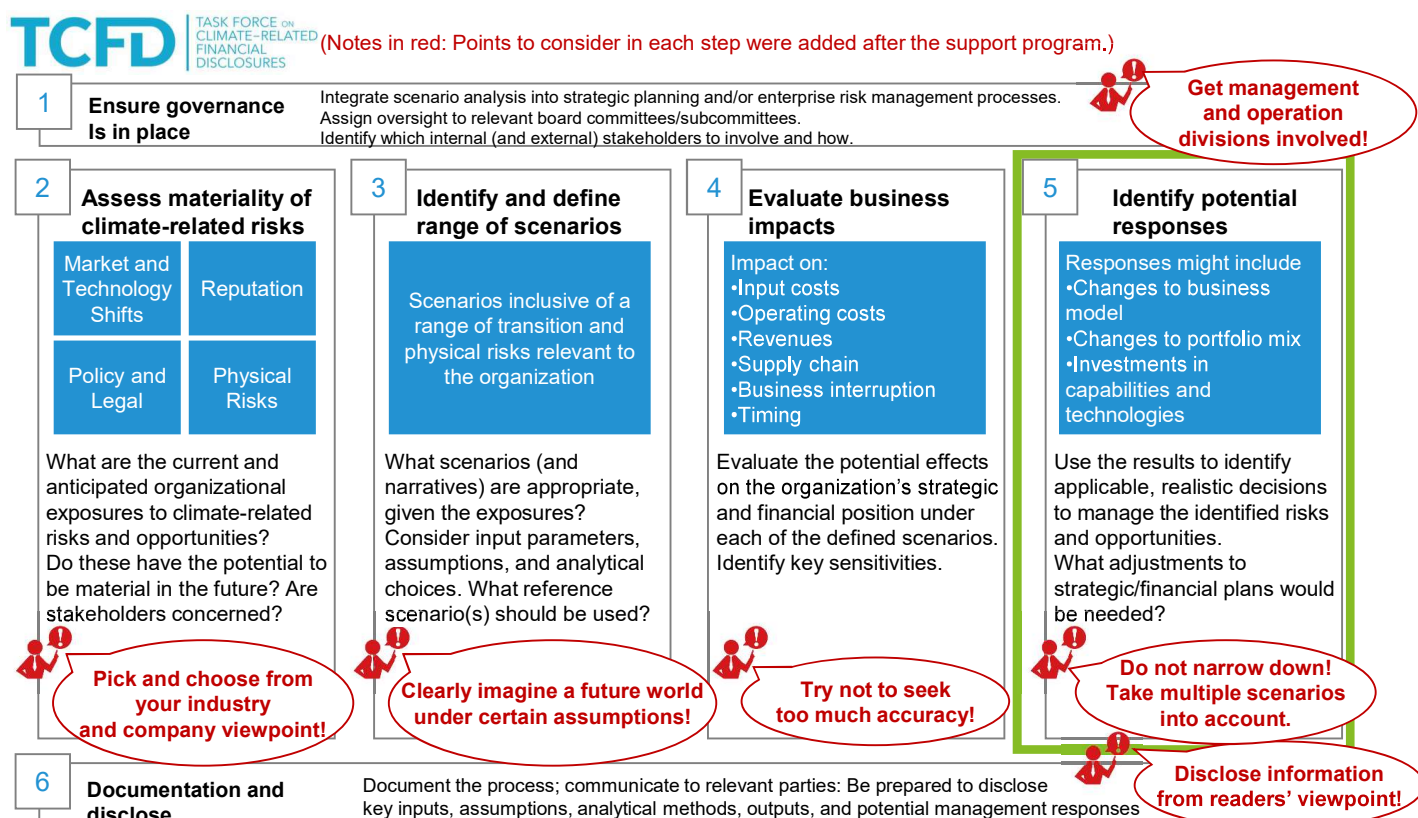 TCFD
TASK FORCE ON
CLIMATE-RELATED
FINANCIAL
DISCLOSURES
(Notes in red: Points to consider in each step were added after the support program.)
1
Ensure governance
Is in place
Integrate scenario analysis into strategic planning and/or enterprise risk management processes.
Assign oversight to relevant board committees/subcommittees.
Identify which internal (and external) stakeholders to involve and how.
Get management
and operation
divisions involved!
2
Assess materiality of
climate-related risks
Market and
Technology
Shifts
Reputation
Policy and
Legal
Physical
Risks
What are the current and
anticipated organizational
exposures to climate-related
risks and opportunities?
Do these have the potential to
be material in the future? Are
stakeholders concerned?
Pick and choose from
your industry
and company viewpoint!
3
Identify and define
range of scenarios
Scenarios inclusive of a
range of transition and
physical risks relevant to
the organization
What scenarios (and
narratives) are appropriate,
given the exposures?
Consider input parameters,
assumptions, and analytical
choices. What reference
scenario(s) should be used?
Clearly imagine a future world
under certain assumptions!
4
Evaluate business
impacts
Impact on:
•Input costs
•Operating costs
•Revenues
•Supply chain
•Business interruption
•Timing
Evaluate the potential effects
on the organization's strategic
and financial position under
each of the defined scenarios.
Identify key sensitivities.
Try not to seek
too much accuracy!
5
Identify potential
responses
Responses might include
•Changes to business
model
•Changes to portfolio mix
•Investments in
capabilities and
technologies
Use the results to identify
applicable, realistic decisions
to manage the identified risks
and opportunities.
What adjustments to
strategic/financial plans would
be needed?
Do not narrow down!
Take multiple scenarios
into account.
6
Documentation and
disclose
Document the process; communicate to relevant parties: Be prepared to disclose
key inputs, assumptions, analytical methods, outputs, and potential management responses
Disclose information
from readers' viewpoint!